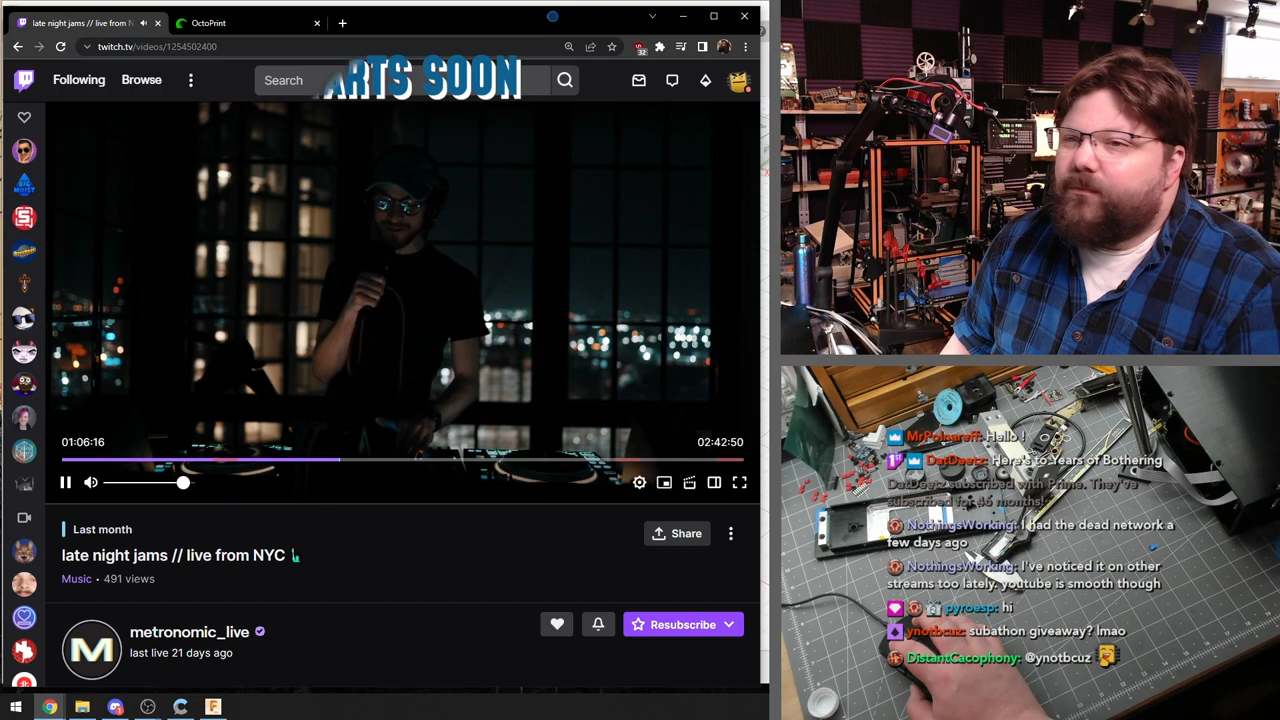 late night jams // live from N
OctoPrint
twitch.tv/videos/1254502400
32
Following
Browse
Search
ARTS SOON
01:06:16
02:42:50
Last month
late night jams // live from NYC
Share
Music • 491 views
M
metronomic_live
last live 21 days ago
Resubscribe
MrPolnareff: Hello !
DatDeetz: Here's to Years of Bothering
DatDeetz subscribed with Prime. They've
subscribed for 46 months!
NothingsWorking: I had the dead network a
few days ago
NothingsWorking: I've noticed it on other
streams too lately. youtube is smooth though
pyroesp: hi
ynotbcuz: subathon giveaway? lmao
DistantCacophony: @ynotbcuz